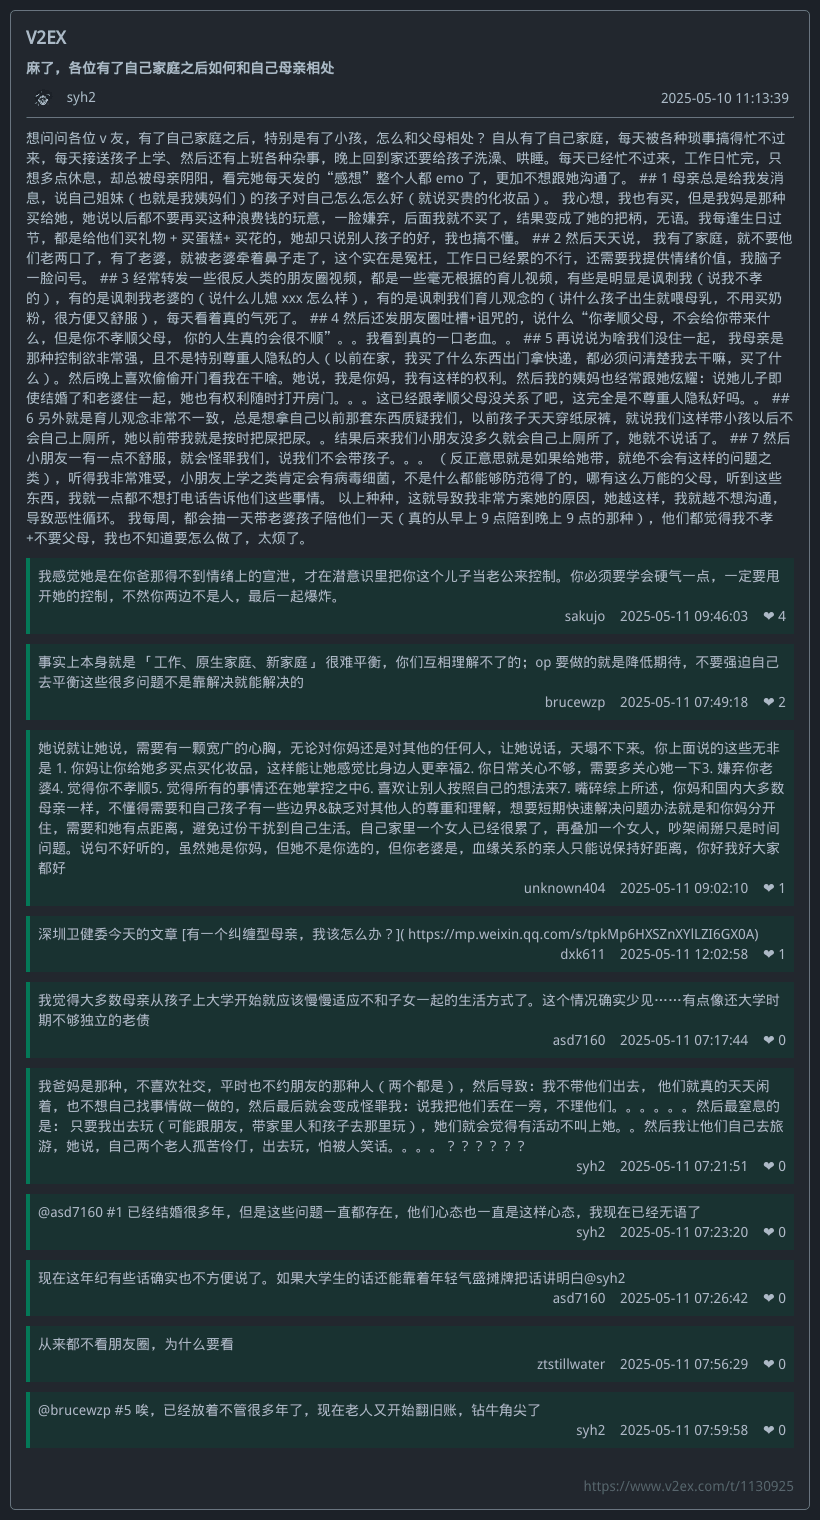 V2EX
麻了，各位有了自己家庭之后如何和自己母亲相处
syh2 2025-05-10 11:13:39
想问问各位 v 友，有了自己家庭之后，特别是有了小孩，怎么和父母相处？ 自从有了自己家庭，每天被各种琐事搞得忙不过
来，每天接送孩子上学、然后还有上班各种杂事，晚上回到家还要给孩子洗澡、哄睡。每天已经忙不过来，工作日忙完，只
想多点休息，却总被母亲阴阳，看完她每天发的“感想”整个人都 emo 了，更加不想跟她沟通了。 ## 1 母亲总是给我发消
息，说自己姐妹（也就是我姨妈们）的孩子对自己怎么怎么好（就说买贵的化妆品）。 我心想，我也有买，但是我妈是那种
买给她，她说以后都不要再买这种浪费钱的玩意，一脸嫌弃，后面我就不买了，结果变成了她的把柄，无语。我每逢生日过
节，都是给他们买礼物 + 买蛋糕+ 买花的，她却只说别人孩子的好，我也搞不懂。 ## 2 然后天天说， 我有了家庭，就不要他
们老两口了，有了老婆，就被老婆牵着鼻子走了，这个实在是冤枉，工作日已经累的不行，还需要我提供情绪价值，我脑子
一脸问号。 ## 3 经常转发一些很反人类的朋友圈视频，都是一些毫无根据的育儿视频，有些是明显是讽刺我（说我不孝
的），有的是讽刺我老婆的（说什么儿媳 xxx 怎么样），有的是讽刺我们育儿观念的（讲什么孩子出生就喂母乳，不用买奶
粉，很方便又舒服），每天看着真的气死了。 ## 4 然后还发朋友圈吐槽+诅咒的，说什么“你孝顺父母，不会给你带来什
么，但是你不孝顺父母， 你的人生真的会很不顺”。。我看到真的一口老血。。 ## 5 再说说为啥我们没住一起， 我母亲是
那种控制欲非常强，且不是特别尊重人隐私的人（以前在家，我买了什么东西出门拿快递，都必须问清楚我去干嘛，买了什
么）。然后晚上喜欢偷偷开门看我在干啥。她说，我是你妈，我有这样的权利。然后我的姨妈也经常跟她炫耀：说她儿子即
使结婚了和老婆住一起，她也有权利随时打开房门。。。这已经跟孝顺父母没关系了吧，这完全是不尊重人隐私好吗。。 ##
6 另外就是育儿观念非常不一致，总是想拿自己以前那套东西质疑我们，以前孩子天天穿纸尿裤，就说我们这样带小孩以后不
会自己上厕所，她以前带我就是按时把屎把尿。。结果后来我们小朋友没多久就会自己上厕所了，她就不说话了。 ## 7 然后
小朋友一有一点不舒服，就会怪罪我们，说我们不会带孩子。。。 （反正意思就是如果给她带，就绝不会有这样的问题之
类），听得我非常难受，小朋友上学之类肯定会有病毒细菌，不是什么都能够防范得了的，哪有这么万能的父母，听到这些
东西，我就一点都不想打电话告诉他们这些事情。 以上种种，这就导致我非常方案她的原因，她越这样，我就越不想沟通，
导致恶性循环。 我每周，都会抽一天带老婆孩子陪他们一天（真的从早上 9 点陪到晚上 9 点的那种），他们都觉得我不孝
+不要父母，我也不知道要怎么做了，太烦了。
我感觉她是在你爸那得不到情绪上的宣泄，才在潜意识里把你这个儿子当老公来控制。你必须要学会硬气一点，一定要甩
开她的控制，不然你两边不是人，最后一起爆炸。
sakujo 2025-05-11 09:46:03 ❤ 4
事实上本身就是 「 工作、原生家庭、新家庭 」 很难平衡，你们互相理解不了的；op 要做的就是降低期待，不要强迫自己
去平衡这些很多问题不是靠解决就能解决的
brucewzp 2025-05-11 07:49:18 ❤ 2
她说就让她说，需要有一颗宽广的心胸，无论对你妈还是对其他的任何人，让她说话，天塌不下来。你上面说的这些无非
是 1. 你妈让你给她多买点买化妆品，这样能让她感觉比身边人更幸福2. 你日常关心不够，需要多关心她一下3. 嫌弃你老
婆4. 觉得你不孝顺5. 觉得所有的事情还在她掌控之中6. 喜欢让别人按照自己的想法来7. 嘴碎综上所述，你妈和国内大多数
母亲一样，不懂得需要和自己孩子有一些边界&缺乏对其他人的尊重和理解，想要短期快速解决问题办法就是和你妈分开
住，需要和她有点距离，避免过份干扰到自己生活。自己家里一个女人已经很累了，再叠加一个女人，吵架闹掰只是时间
问题。说句不好听的，虽然她是你妈，但她不是你选的，但你老婆是，血缘关系的亲人只能说保持好距离，你好我好大家
都好
unknown404 2025-05-11 09:02:10 ❤ 1
深圳卫健委今天的文章 [有一个纠缠型母亲，我该怎么办？]( https://mp.weixin.qq.com/s/tpkMp6HXSZnXYlLZI6GX0A)
dxk611 2025-05-11 12:02:58 ❤ 1
我觉得大多数母亲从孩子上大学开始就应该慢慢适应不和子女一起的生活方式了。这个情况确实少见……有点像还大学时
期不够独立的老债
asd7160 2025-05-11 07:17:44 ❤ 0
我爸妈是那种，不喜欢社交，平时也不约朋友的那种人（两个都是），然后导致：我不带他们出去， 他们就真的天天闲
着，也不想自己找事情做一做的，然后最后就会变成怪罪我：说我把他们丢在一旁，不理他们。。。。。。然后最窒息的
是： 只要我出去玩（可能跟朋友，带家里人和孩子去那里玩），她们就会觉得有活动不叫上她。。然后我让他们自己去旅
游，她说，自己两个老人孤苦伶仃，出去玩，怕被人笑话。。。。？？？？？？
syh2 2025-05-11 07:21:51 ❤ 0
@asd7160 #1 已经结婚很多年，但是这些问题一直都存在，他们心态也一直是这样心态，我现在已经无语了
syh2 2025-05-11 07:23:20 ❤ 0
现在这年纪有些话确实也不方便说了。如果大学生的话还能靠着年轻气盛摊牌把话讲明白@syh2
asd7160 2025-05-11 07:26:42 ❤ 0
从来都不看朋友圈，为什么要看
ztstillwater 2025-05-11 07:56:29 ❤ 0
@brucewzp #5 唉，已经放着不管很多年了，现在老人又开始翻旧账，钻牛角尖了
syh2 2025-05-11 07:59:58 ❤ 0
https://www.v2ex.com/t/1130925